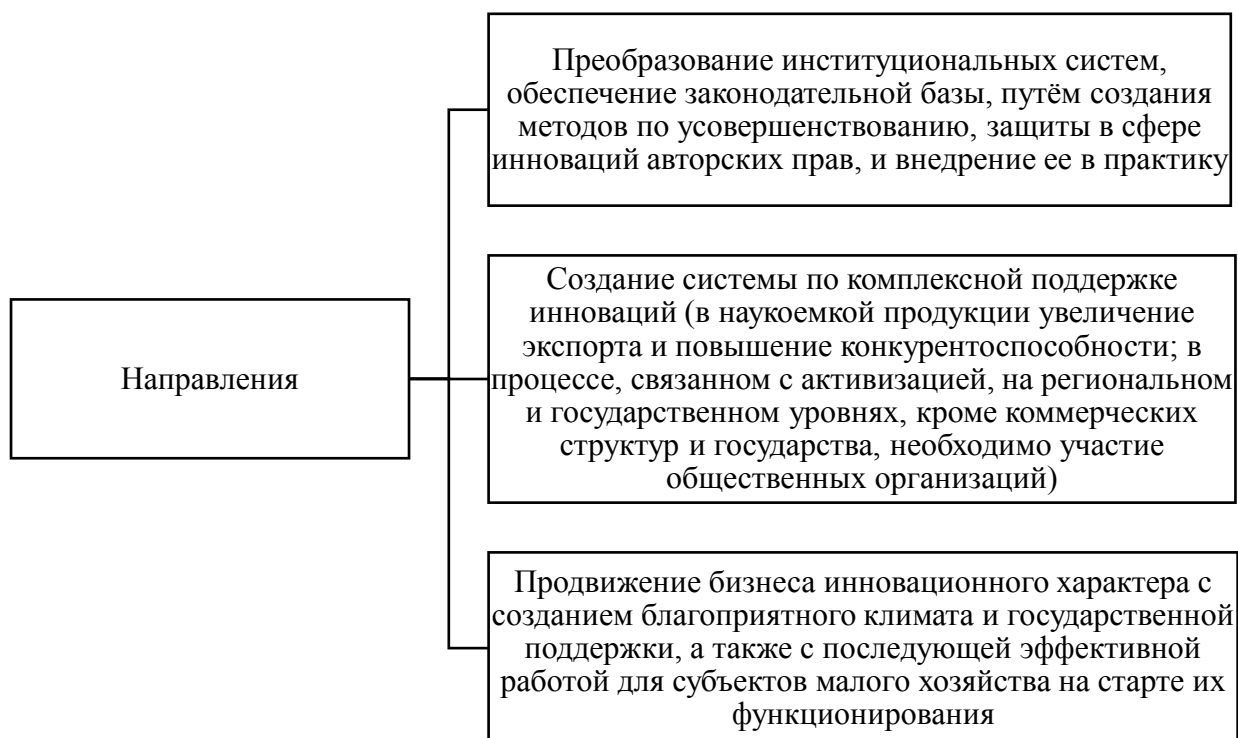 Преобразование институциональных систем,
обеспечение законодательной базы, путём создания
методов по усовершенствованию, защиты в сфере
инноваций авторских прав, и внедрение ее в практику
Направления
Создание системы по комплексной поддержке
инноваций (в наукоемкой продукции увеличение
экспорта и повышение конкурентоспособности; в
процессе, связанном с активизацией, на региональном
и государственном уровнях, кроме коммерческих
структур и государства, необходимо участие
общественных организаций)
Продвижение бизнеса инновационного характера с
созданием благоприятного климата и государственной
поддержки, а также с последующей эффективной
работой для субъектов малого хозяйства на старте их
функционирования